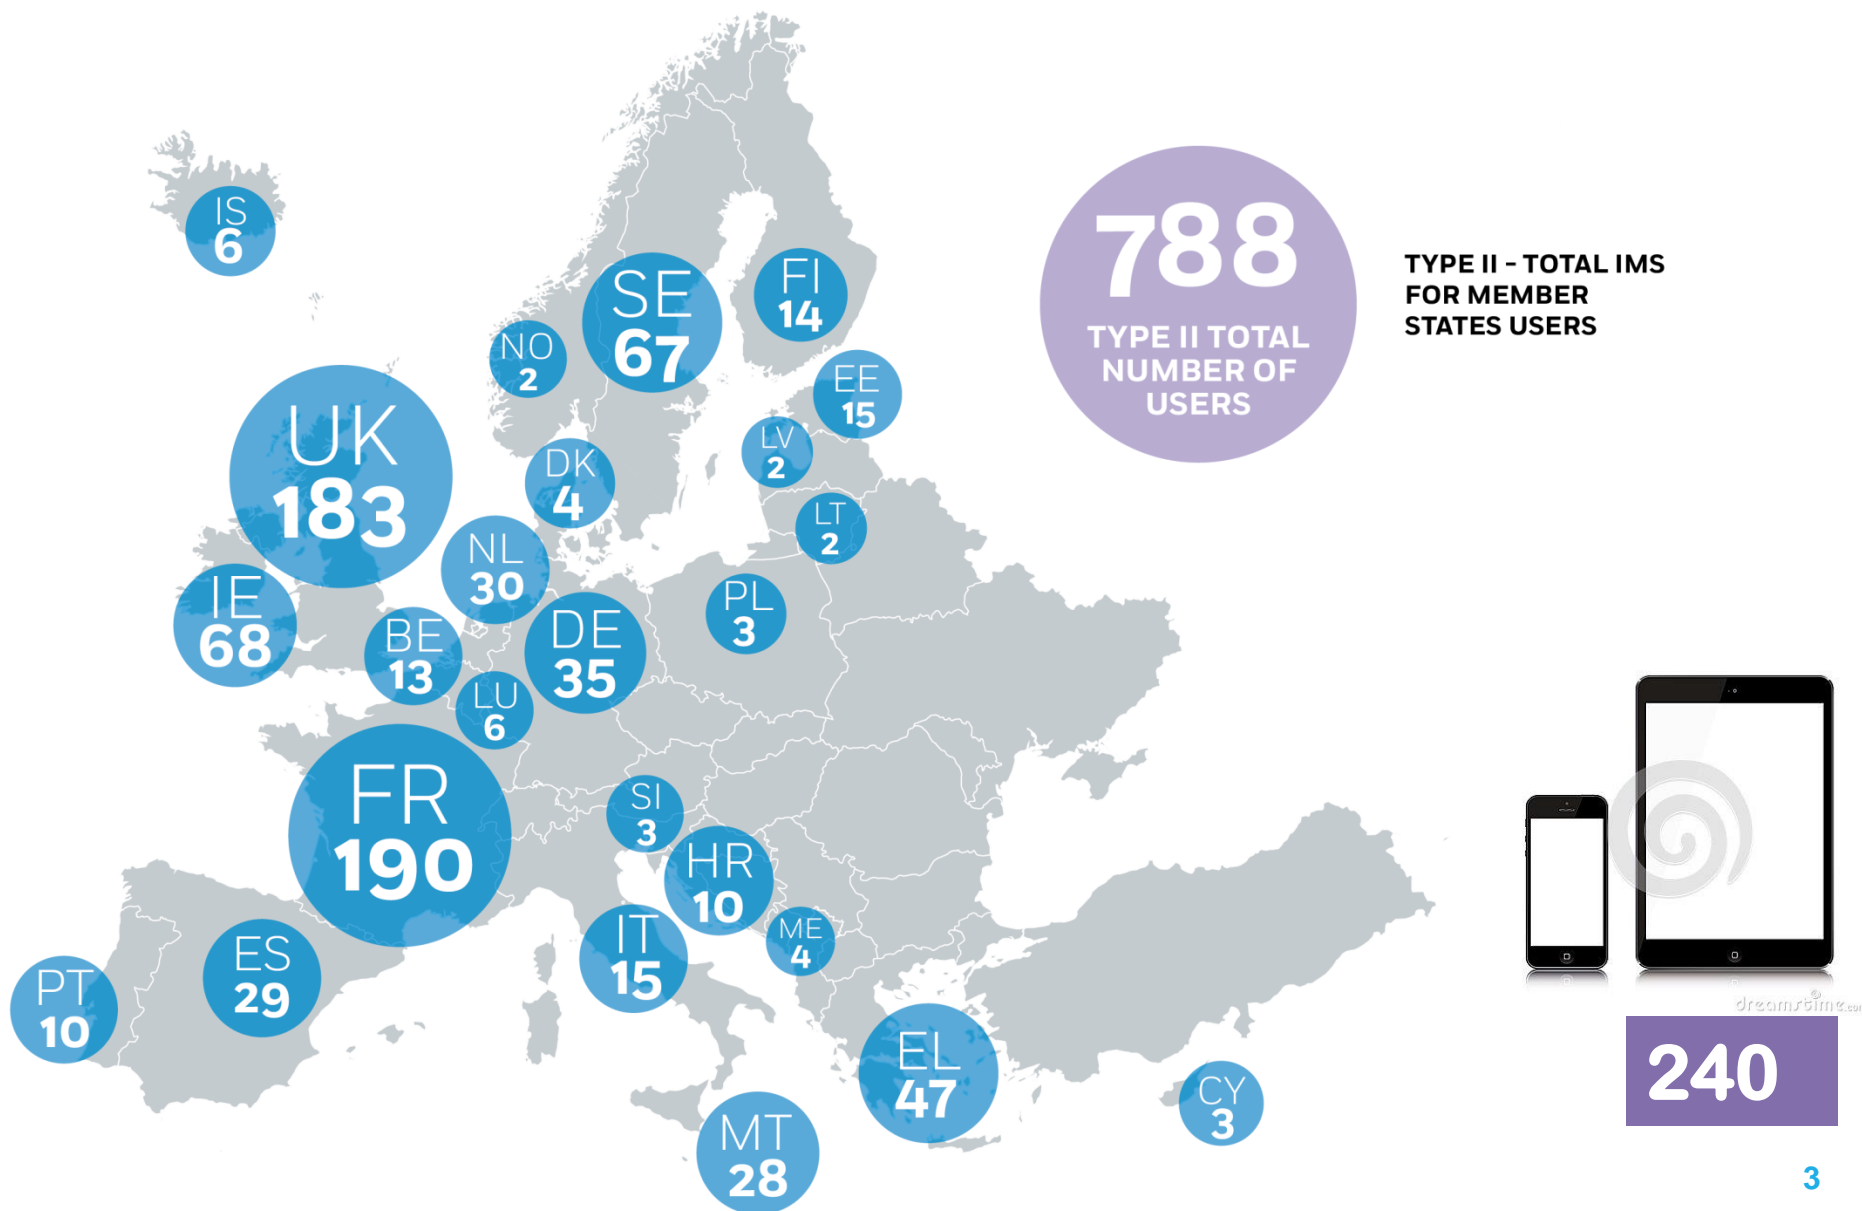 IS
6
SE
67
FI
14
NO
2
788
TYPE II TOTAL
NUMBER OF
USERS
TYPE II - TOTAL IMS
FOR MEMBER
STATES USERS
EE
15
UK
183
LV
2
DK
4
LT
2
NL
30
IE
68
BE
13
DE
35
PL
3
LU
6
FR
190
SI
3
HR
10
IT
15
ME
4
ES
29
PT
10
EL
47
CY
3
MT
28
dreamstime.com
240
3